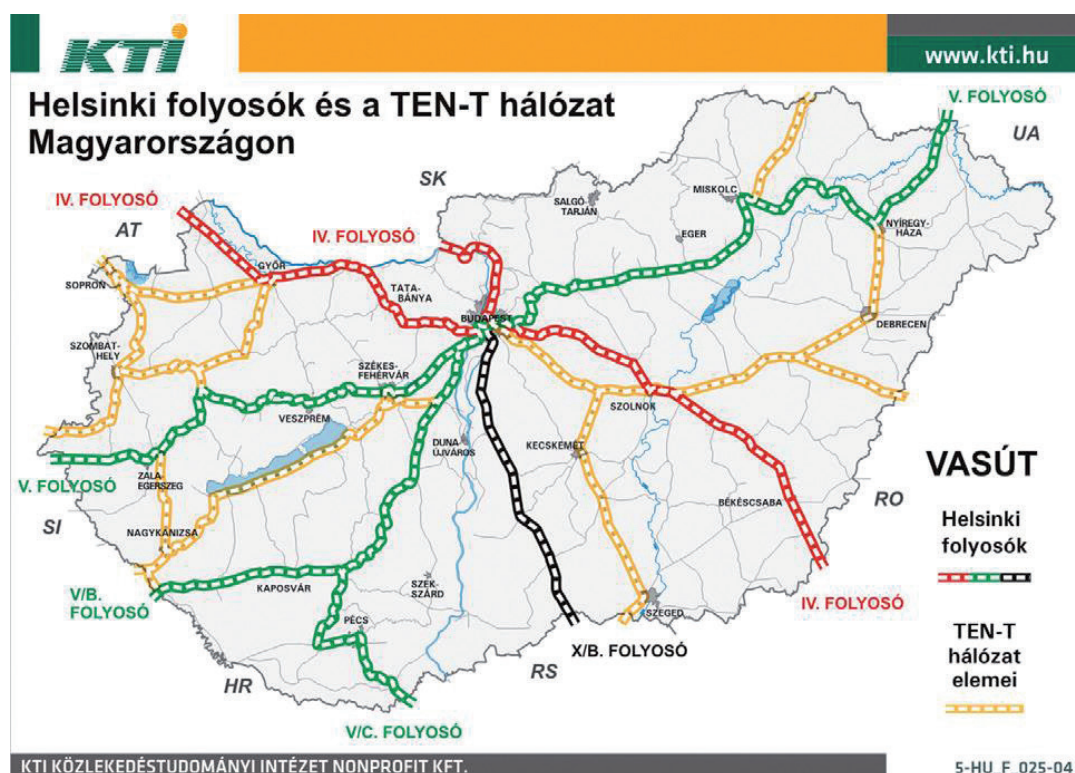 KTI
www.kti.hu
Helsinki folyosók és a TEN-T hálózat
Magyarországon
V. FOLYOSÓ
UA
SK
IV. FOLYOSÓ
AT
IV. FOLYOSÓ
MISKOLC
SALGÓ-
TARJÁN
EGER
NYÍREGY-
HÁZA
GYŐR
SOPRON
TATA-
BÁNYA
BUDAPEST
DEBRECEN
SZOMBAT-
HELY
SZÉKES-
FEHÉRVÁR
VESZPRÉM
SZOLNOK
DUNA-
ÚJVÁROS
KECSKEMÉT
V. FOLYOSÓ
ZALA-
EGERSZEG
BÉKÉSCSABA
RO
SI
NAGYKANIZSA
V/B.
FOLYOSÓ
KAPOSVÁR
SZEK-
SZÁRD
PÉCS
SZEGED
IV. FOLYOSÓ
X/B. FOLYOSÓ
HR
RS
V/C. FOLYOSÓ
VASÚT
Helsinki
folyosók
TEN-T
hálózat
elemei
KTI KÖZLEKEDÉSTUDOMÁNYI INTÉZET NONPROFIT KFT.
5-HU_F_025-04